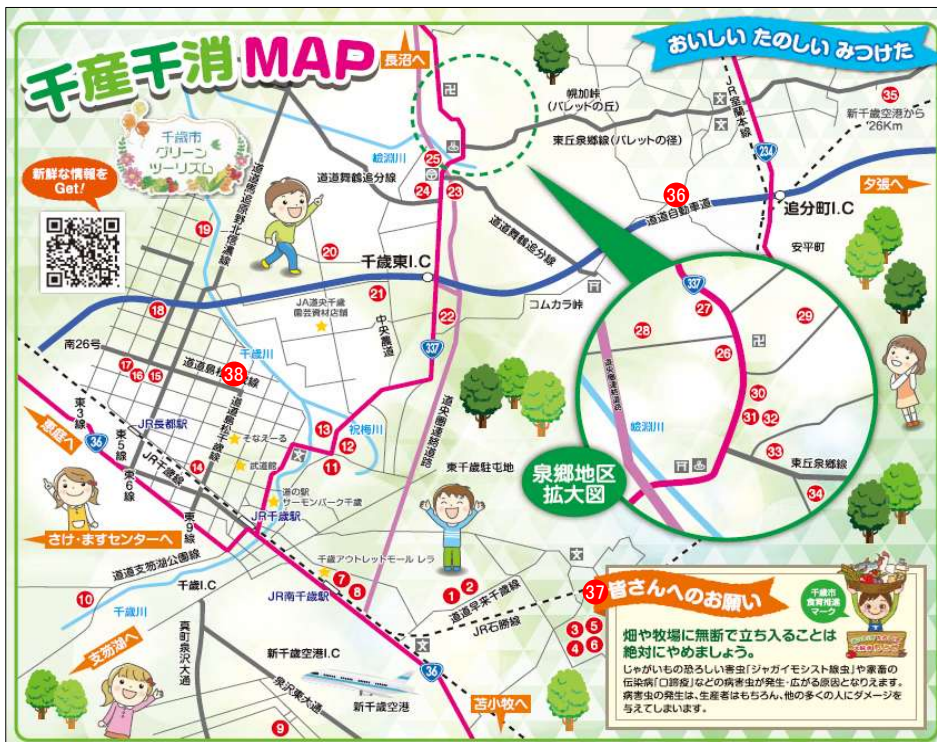 千産千消MAP
おいしい たのしい みつけた
長沼へ
千歳市
グリーン
ツーリズム
新鮮な情報を
Get!
道道馬追原野北信濃線
嶮淵川
道道舞鶴追分線
幌加峠
(パレットの丘)
東丘泉郷線(パレットの径)
JR室蘭本線
35
新千歳空港から
26Km
234
夕張へ
25
24
23
36
道道自動車道
追分町I.C
安平町
道道舞鶴追分線
19
20
千歳東I.C
21
22
コムカラ峠
JA道央千歳
園芸資材店舗
中央農道
337
道央圏連絡道路
18
南26号
千歳川
17
16
15
38
道道島松千歳線
そなえーる
武道館
東3線
36
恵庭へ
JR長都駅
東5線
東6線
JR千歳線
14
東9線
13
12
11
祝梅川
道の駅
サーモンパーク千歳
JR千歳駅
東千歳駐屯地
337
27
28
26
29
道央圏連絡道路
嶮淵川
30
31
32
33
東丘泉郷線
34
泉郷地区
拡大図
さけ・ますセンターへ
道道支笏湖公園線
千歳I.C
10
千歳川
支笏湖へ
真町泉沢大通
千歳アウトレットモール レラ
7
8
JR南千歳駅
1
2
道道早来千歳線
JR石勝線
3
5
4
6
37
新千歳空港I.C
新千歳空港
36
泉沢東大通
9
苫小牧へ
皆さんへのお願い
千歳市
食育推進
マーク
畑や牧場に無断で立ち入ることは
絶対にやめましょう。
じゃがいもの恐ろしい害虫「ジャガイモシスト線虫」や家畜の
伝染病「口蹄疫」などの病害虫が発生・広がる原因となりえます。
病害虫の発生は、生産者はもちろん、他の多くの人にダメージを
与えてしまいます。